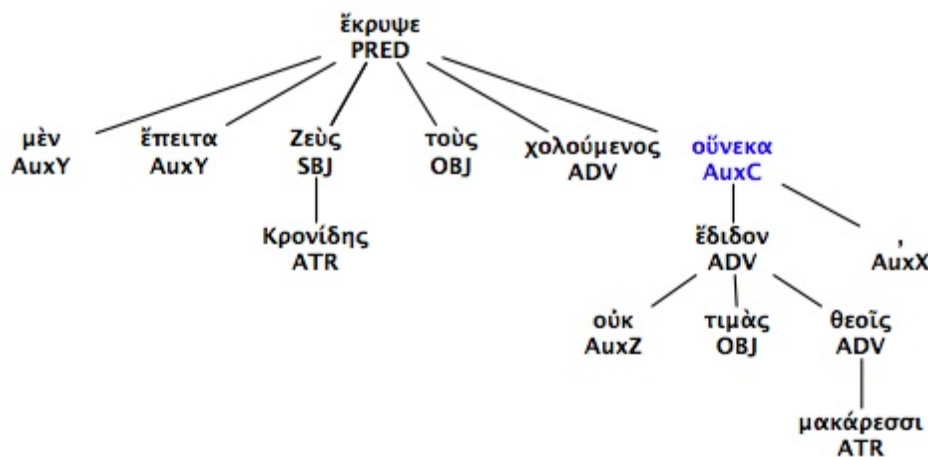 ἔκρυψε
PRED
μὲν ἔπειτα Ζεὺς τοὺς χολούμενος οὕνεκα
AuxY AuxY SBJ OBJ ADV AuxC
Κρονίδης ἔδιδον ,
ATR ADV AuxX
οὐκ τιμὰς θεοῖς
AuxZ OBJ ADV
μακάρεσσι
ATR